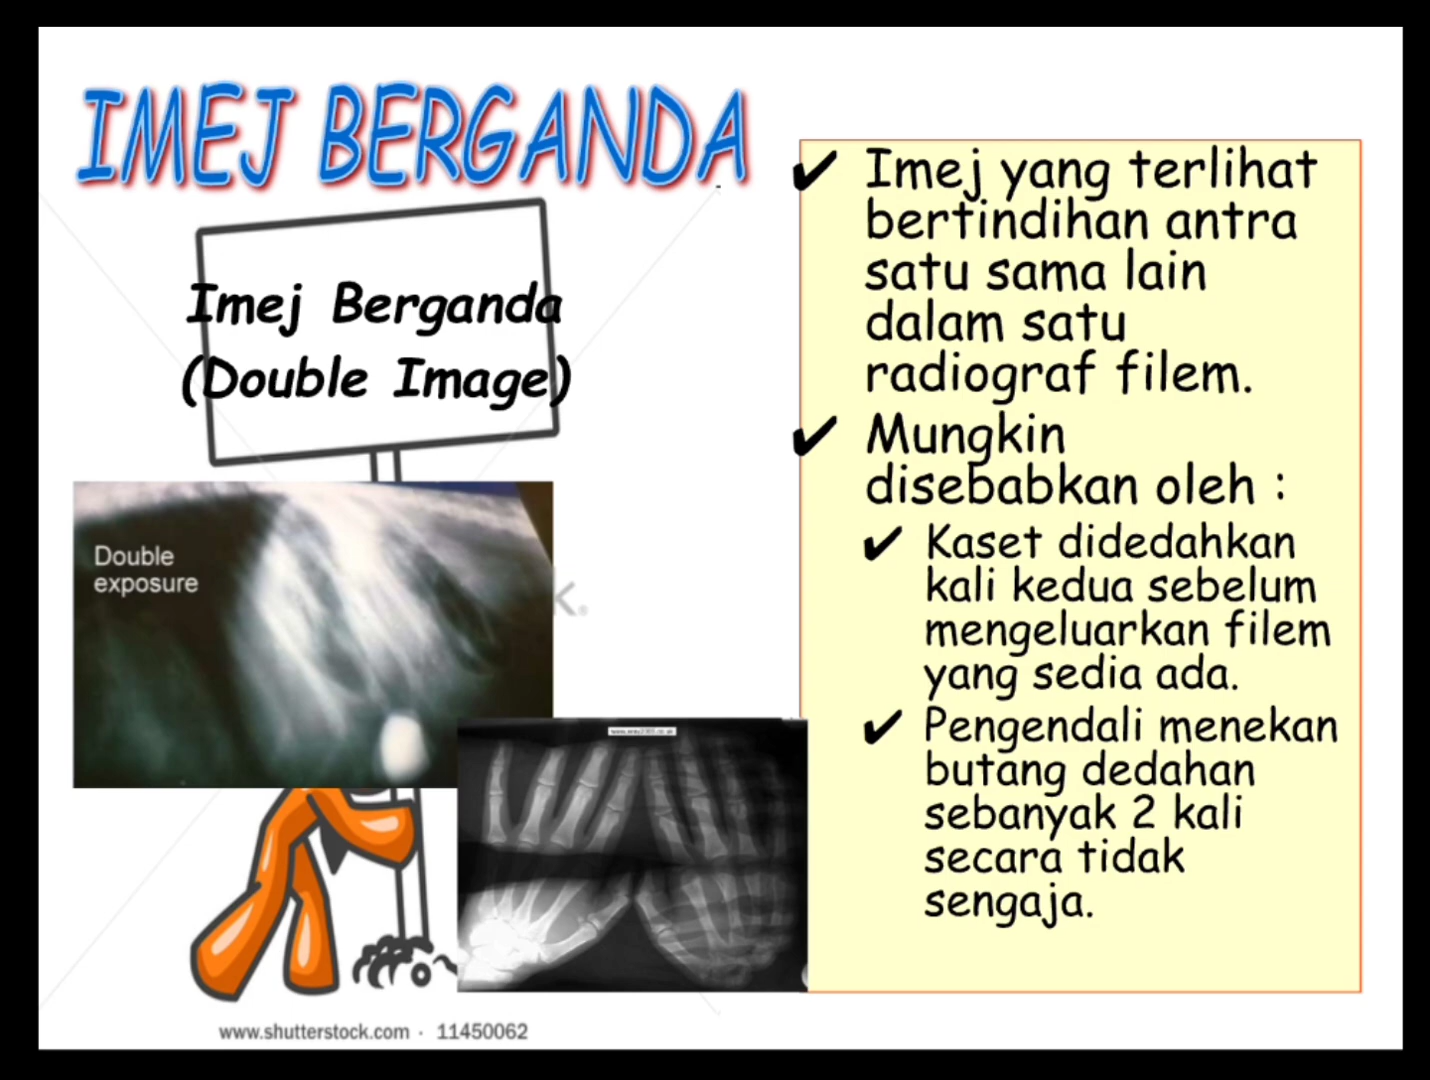 IMEJ BERGANDA
Imej Berganda
(Double Image)
Double
exposure
✔ Imej yang terlihat
bertindihan antra
satu sama lain
dalam satu
radiograf filem.
✔ Mungkin
disebabkan oleh :
✔ Kaset didedahkan
kali kedua sebelum
mengeluarkan filem
yang sedia ada.
✔ Pengendali menekan
butang dedahan
sebanyak 2 kali
secara tidak
sengaja.
www.shutterstock.com · 11450062